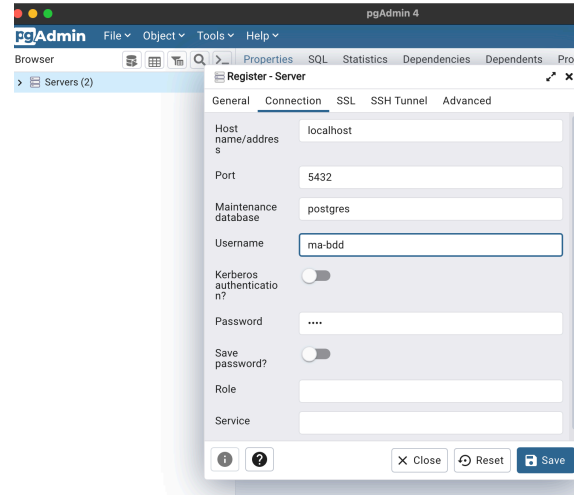 pgAdmin 4
pgAdmin File Object Tools Help
Browser Properties SQL Statistics Dependencies Dependents Pro
Servers (2)
Register - Server
General Connection SSL SSH Tunnel Advanced
Host
name/addres
s
localhost
Port
5432
Maintenance
database
postgres
Username
ma-bdd
Kerberos
authenticatio
n?
Password
••••
Save
password?
Role
Service
Close Reset Save